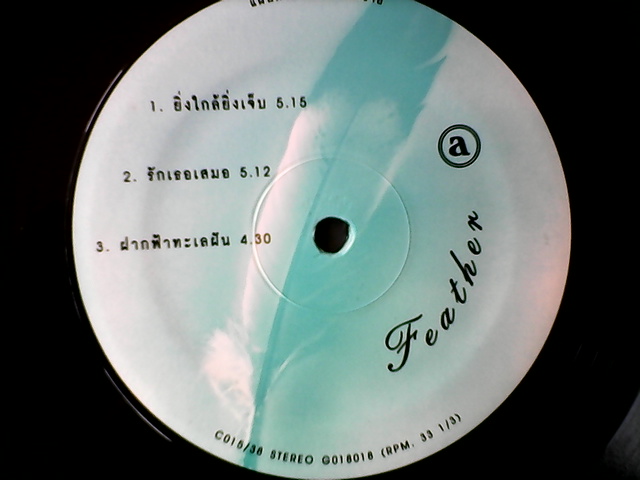 1. ยิ่งใกล้ยิ่งเจ็บ 5.15
2. รักเธอเสมอ 5.12
3. ฝากฟ้าทะเลฝัน 4.30
a
Feather
C015/38 STEREO G018018 (RPM. 33 1/3)